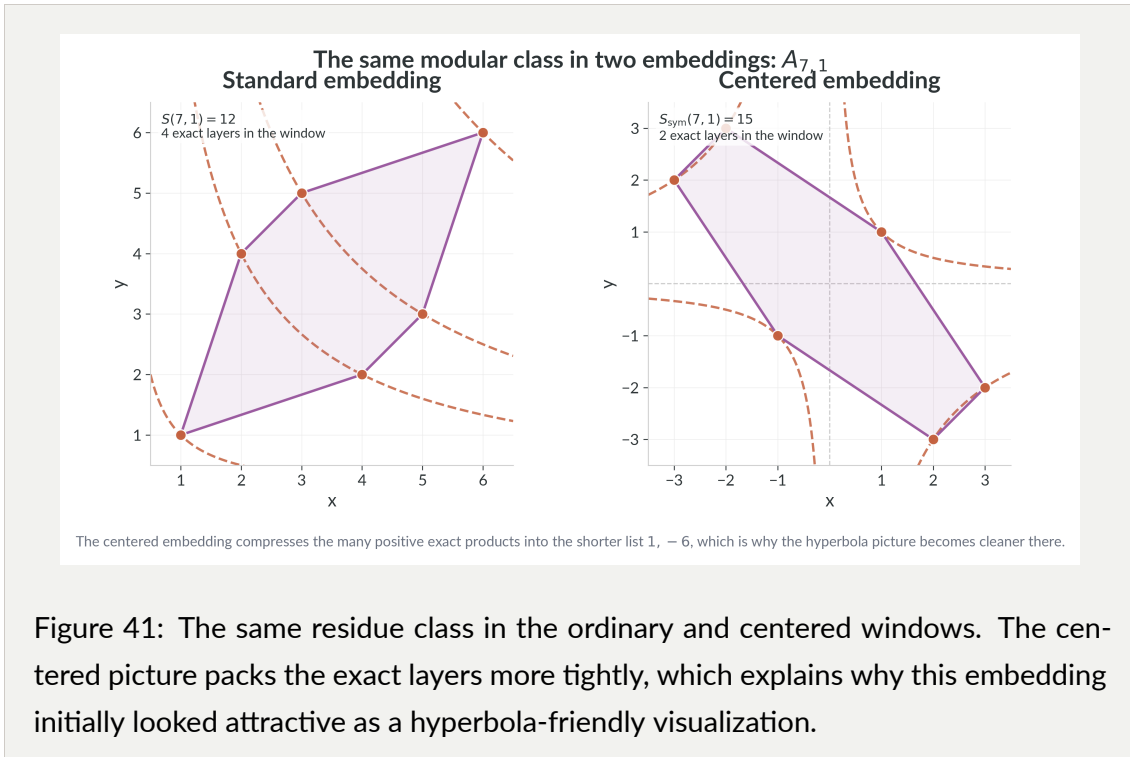 The same modular class in two embeddings: A7,1
Standard embedding
Centered embedding
S(7, 1) = 12
4 exact layers in the window
6
5
4
3
2
1
y
1 2 3 4 5 6
x
Ssym(7, 1) = 15
2 exact layers in the window
3
2
1
−1
−2
−3
y
−3 −2 −1 1 2 3
x
The centered embedding compresses the many positive exact products into the shorter list 1, −6, which is why the hyperbola picture becomes cleaner there.
Figure 41: The same residue class in the ordinary and centered windows. The cen-
tered picture packs the exact layers more tightly, which explains why this embedding
initially looked attractive as a hyperbola-friendly visualization.